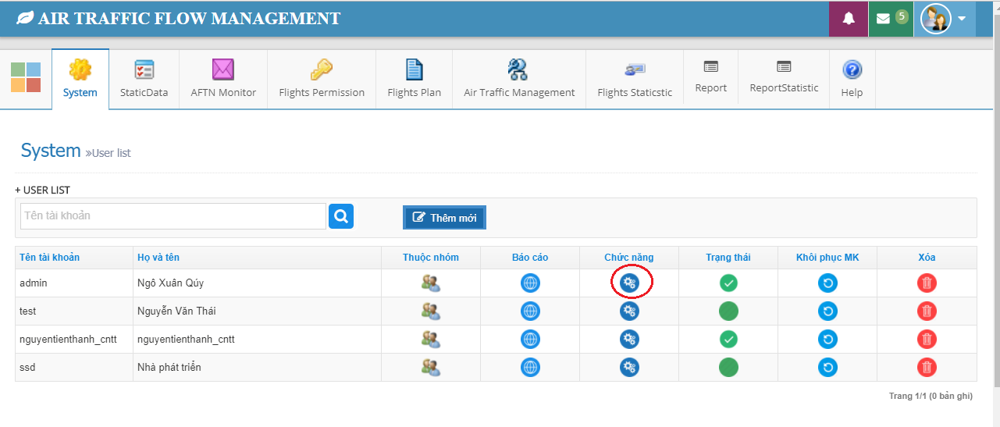 AIR TRAFFIC FLOW MANAGEMENT
5
System
StaticData
AFTN Monitor
Flights Permission
Flights Plan
Air Traffic Management
Flights Staticstic
Report
ReportStatistic
Help
System »User list
+ USER LIST
Tên tài khoản
Thêm mới
Tên tài khoản Họ và tên Thuộc nhóm Báo cáo Chức năng Trạng thái Khôi phục MK Xóa
admin Ngô Xuân Qúy
test Nguyễn Văn Thái
nguyentienthanh_cntt nguyentienthanh_cntt
ssd Nhà phát triển
Trang 1/1 (0 bản ghi)